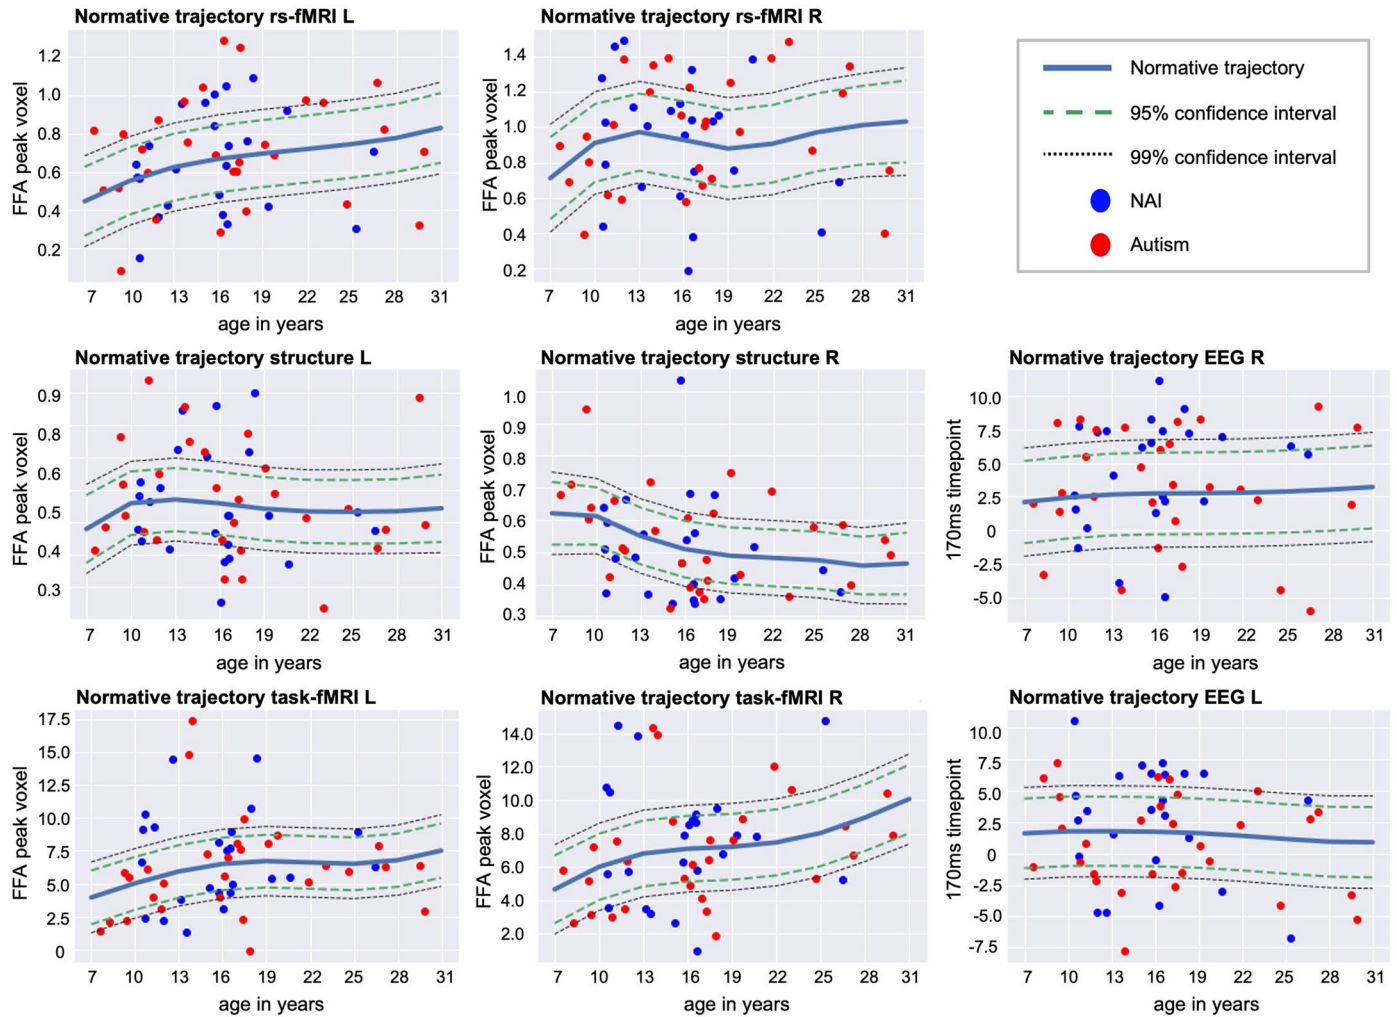 Normative trajectory rs-fMRI L
FFA peak voxel
1.2
1.0
0.8
0.6
0.4
0.2
7 10 13 16 19 22 25 28 31
age in years
Normative trajectory rs-fMRI R
FFA peak voxel
1.4
1.2
1.0
0.8
0.6
0.4
0.2
7 10 13 16 19 22 25 28 31
age in years
Normative trajectory
95% confidence interval
99% confidence interval
NAI
Autism
Normative trajectory structure L
FFA peak voxel
0.9
0.8
0.6
0.5
0.4
0.3
7 10 13 16 19 22 25 28 31
age in years
Normative trajectory structure R
FFA peak voxel
1.0
0.9
0.8
0.7
0.6
0.5
0.4
0.3
7 10 13 16 19 22 25 28 31
age in years
Normative trajectory EEG R
170ms timepoint
10.0
7.5
5.0
2.5
0
-2.5
-5.0
7 10 13 16 19 22 25 28 31
age in years
Normative trajectory task-fMRI L
FFA peak voxel
17.5
15.0
12.5
10.0
7.5
5.0
2.5
0
7 10 13 16 19 22 25 28 31
age in years
Normative trajectory task-fMRI R
FFA peak voxel
14.0
12.0
10.0
8.0
6.0
4.0
2.0
7 10 13 16 19 22 25 28 31
age in years
Normative trajectory EEG L
170ms timepoint
10.0
7.5
5.0
2.5
0
-2.5
-5.0
-7.5
7 10 13 16 19 22 25 28 31
age in years